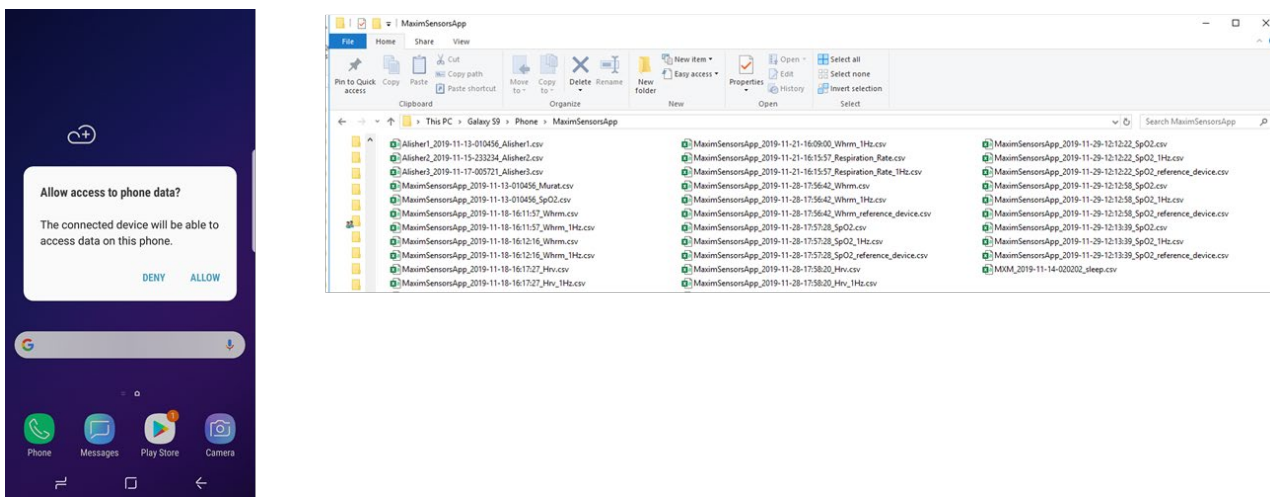 Allow access to phone data?
The connected device will be able to
access data on this phone.
DENY
ALLOW
1
Phone
Messages
Play Store
Camera
MaximSensorsApp
File
Home
Share
View
Pin to Quick
access
Copy
Paste
Cut
Copy path
Paste shortcut
Clipboard
Move
to
Copy
to
Delete
Rename
Organize
New
folder
New item
Easy access
New
Properties
Open
Edit
History
Open
Select all
Select none
Invert selection
Select
This PC > Galaxy S9 > Phone > MaximSensorsApp
Search MaximSensorsApp
Alisher1_2019-11-13-010456_Alisher1.csv
Alisher2_2019-11-15-233234_Alisher2.csv
Alisher3_2019-11-17-005721_Alisher3.csv
MaximSensorsApp_2019-11-13-010456_Murat.csv
MaximSensorsApp_2019-11-13-010456_SpO2.csv
MaximSensorsApp_2019-11-18-16:11:57_Whrm.csv
MaximSensorsApp_2019-11-18-16:11:57_Whrm_1Hz.csv
MaximSensorsApp_2019-11-18-16:12:16_Whrm.csv
MaximSensorsApp_2019-11-18-16:12:16_Whrm_1Hz.csv
MaximSensorsApp_2019-11-18-16:17:27_Hrv.csv
MaximSensorsApp_2019-11-18-16:17:27_Hrv_1Hz.csv
MaximSensorsApp_2019-11-21-16:09:00_Whrm_1Hz.csv
MaximSensorsApp_2019-11-21-16:15:57_Respiration_Rate.csv
MaximSensorsApp_2019-11-21-16:15:57_Respiration_Rate_1Hz.csv
MaximSensorsApp_2019-11-28-17:56:42_Whrm.csv
MaximSensorsApp_2019-11-28-17:56:42_Whrm_1Hz.csv
MaximSensorsApp_2019-11-28-17:56:42_Whrm_reference_device.csv
MaximSensorsApp_2019-11-28-17:57:28_SpO2.csv
MaximSensorsApp_2019-11-28-17:57:28_SpO2_1Hz.csv
MaximSensorsApp_2019-11-28-17:57:28_SpO2_reference_device.csv
MaximSensorsApp_2019-11-28-17:58:20_Hrv.csv
MaximSensorsApp_2019-11-28-17:58:20_Hrv_1Hz.csv
MaximSensorsApp_2019-11-29-12:12:22_SpO2.csv
MaximSensorsApp_2019-11-29-12:12:22_SpO2_1Hz.csv
MaximSensorsApp_2019-11-29-12:12:22_SpO2_reference_device.csv
MaximSensorsApp_2019-11-29-12:12:58_SpO2.csv
MaximSensorsApp_2019-11-29-12:12:58_SpO2_1Hz.csv
MaximSensorsApp_2019-11-29-12:12:58_SpO2_reference_device.csv
MaximSensorsApp_2019-11-29-12:13:39_SpO2.csv
MaximSensorsApp_2019-11-29-12:13:39_SpO2_1Hz.csv
MaximSensorsApp_2019-11-29-12:13:39_SpO2_reference_device.csv
MXM_2019-11-14-020202_sleep.csv